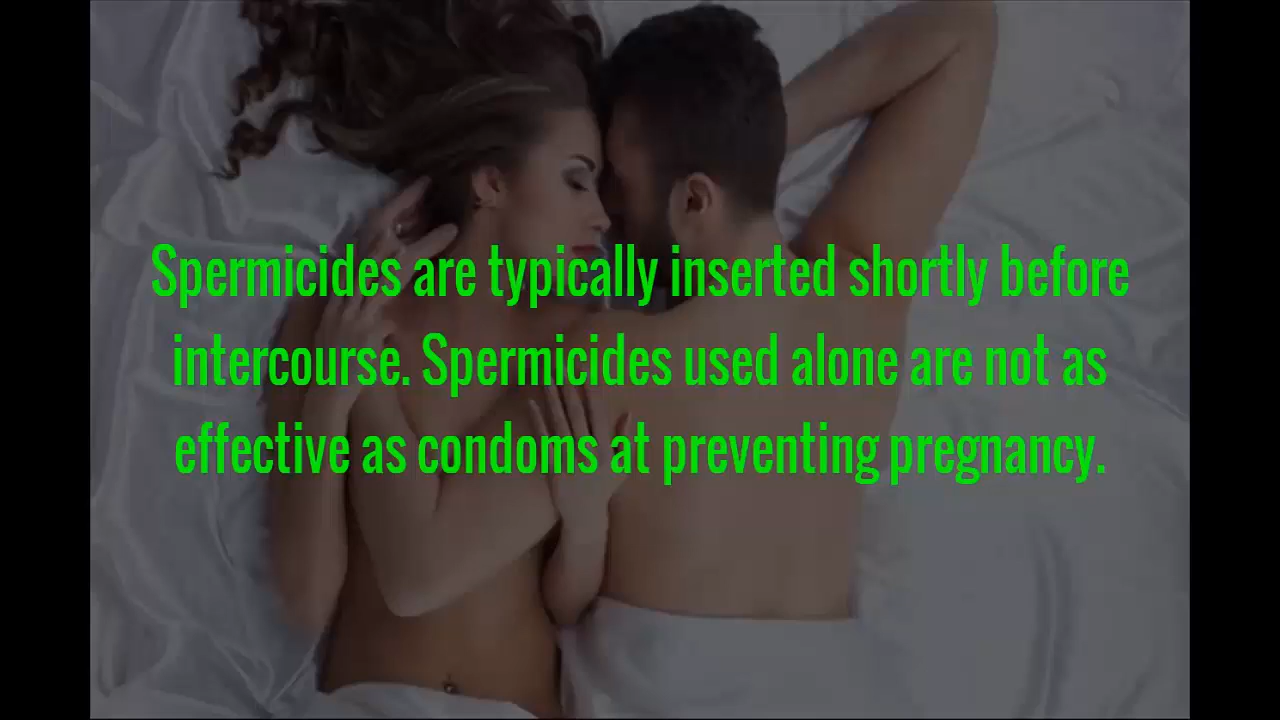 Spermicides are typically inserted shortly before
intercourse. Spermicides used alone are not as
effective as condoms at preventing pregnancy.